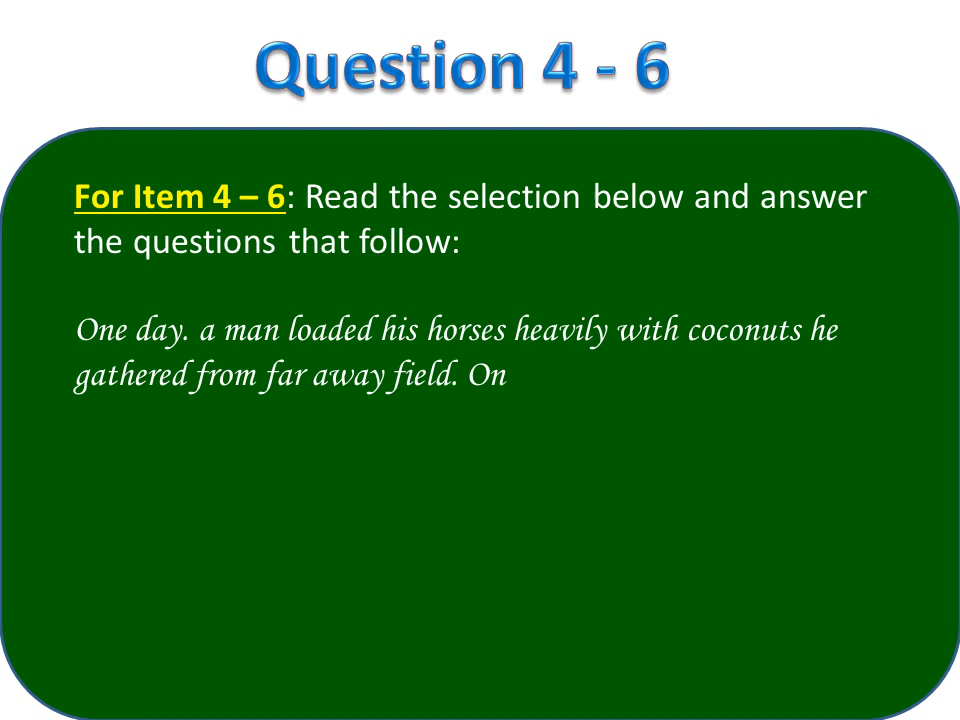 Question 4 - 6
For Item 4 – 6: Read the selection below and answer
the questions that follow:
One day. a man loaded his horses heavily with coconuts he
gathered from far away field. On